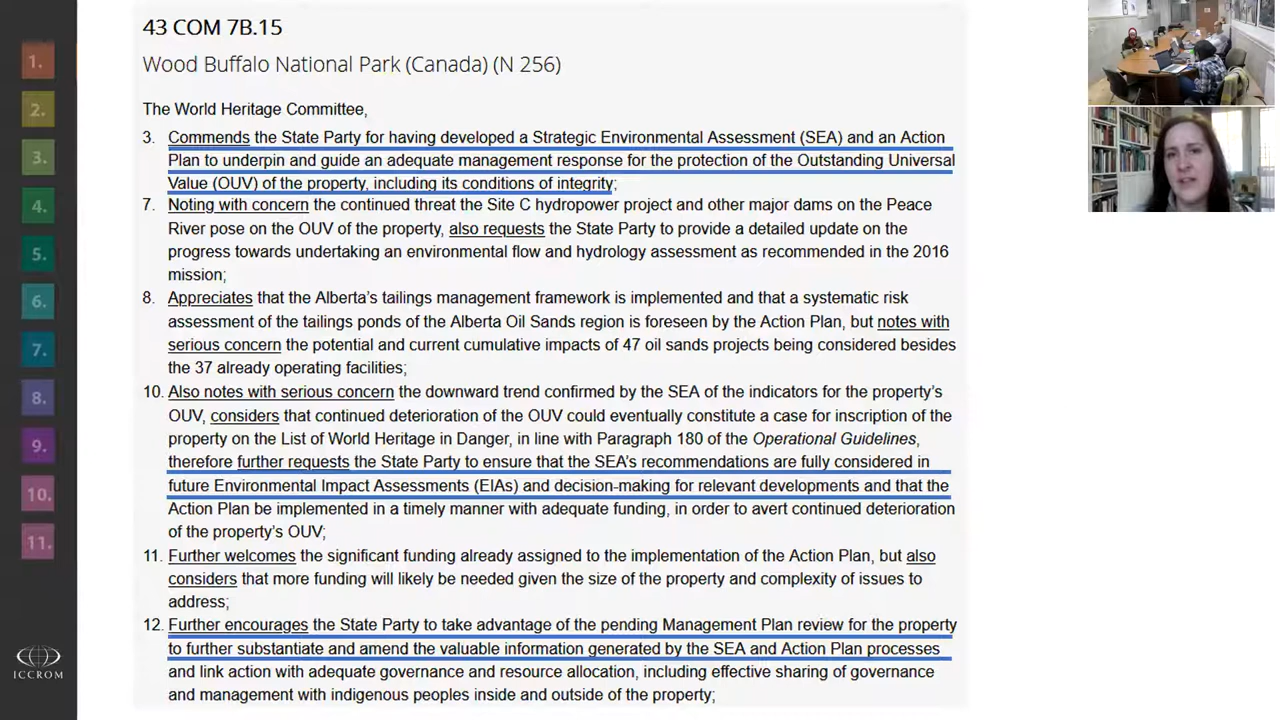 43 COM 7B.15
Wood Buffalo National Park (Canada) (N 256)
The World Heritage Committee,
3. Commends the State Party for having developed a Strategic Environmental Assessment (SEA) and an Action
Plan to underpin and guide an adequate management response for the protection of the Outstanding Universal
Value (OUV) of the property, including its conditions of integrity;
7. Noting with concern the continued threat the Site C hydropower project and other major dams on the Peace
River pose on the OUV of the property, also requests the State Party to provide a detailed update on the
progress towards undertaking an environmental flow and hydrology assessment as recommended in the 2016
mission;
8. Appreciates that the Alberta's tailings management framework is implemented and that a systematic risk
assessment of the tailings ponds of the Alberta Oil Sands region is foreseen by the Action Plan, but notes with
serious concern the potential and current cumulative impacts of 47 oil sands projects being considered besides
the 37 already operating facilities;
10. Also notes with serious concern the downward trend confirmed by the SEA of the indicators for the property's
OUV, considers that continued deterioration of the OUV could eventually constitute a case for inscription of the
property on the List of World Heritage in Danger, in line with Paragraph 180 of the Operational Guidelines,
therefore further requests the State Party to ensure that the SEA's recommendations are fully considered in
future Environmental Impact Assessments (EIAs) and decision-making for relevant developments and that the
Action Plan be implemented in a timely manner with adequate funding, in order to avert continued deterioration
of the property's OUV;
11. Further welcomes the significant funding already assigned to the implementation of the Action Plan, but also
considers that more funding will likely be needed given the size of the property and complexity of issues to
address;
12. Further encourages the State Party to take advantage of the pending Management Plan review for the property
to further substantiate and amend the valuable information generated by the SEA and Action Plan processes
and link action with adequate governance and resource allocation, including effective sharing of governance
and management with indigenous peoples inside and outside of the property;
1.
2.
3.
4.
5.
6.
7.
8.
9.
10.
11.
ICCROM